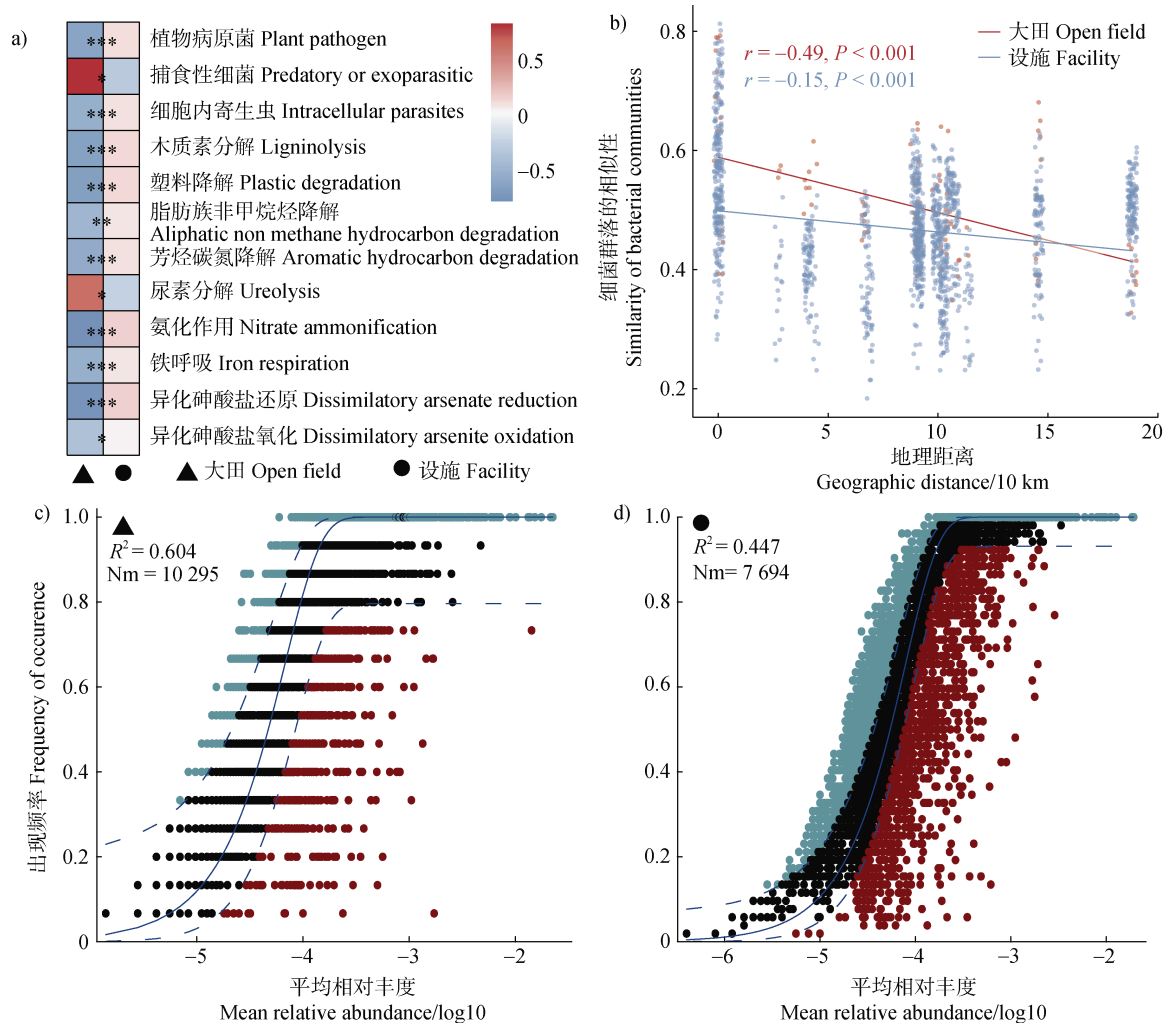 a)
*** 植物病原菌 Plant pathogen
* 捕食性细菌 Predatory or exoparasitic
*** 细胞内寄生虫 Intracellular parasites
*** 木质素分解 Ligninolysis
*** 塑料降解 Plastic degradation
** 脂肪族非甲烷烃降解
Aliphatic non methane hydrocarbon degradation
*** 芳烃碳氮降解 Aromatic hydrocarbon degradation
* 尿素分解 Ureolysis
*** 氨化作用 Nitrate ammonification
*** 铁呼吸 Iron respiration
*** 异化砷酸盐还原 Dissimilatory arsenate reduction
* 异化砷酸盐氧化 Dissimilatory arsenite oxidation
▲ ● ▲ 大田 Open field ● 设施 Facility
0.5
0
−0.5
b)
大田 Open field
设施 Facility
r = −0.49, P < 0.001
r = −0.15, P < 0.001
细菌群落的相似性
Similarity of bacterial communities
0.8
0.6
0.4
0.2
0 5 10 15 20
地理距离
Geographic distance/10 km
c)
R² = 0.604
Nm = 10 295
出现频率 Frequency of occurence
1.0
0.8
0.6
0.4
0.2
0
−5 −4 −3 −2
平均相对丰度
Mean relative abundance/log10
d)
R² = 0.447
Nm= 7 694
1.0
0.8
0.6
0.4
0.2
0
−6 −5 −4 −3 −2
平均相对丰度
Mean relative abundance/log10